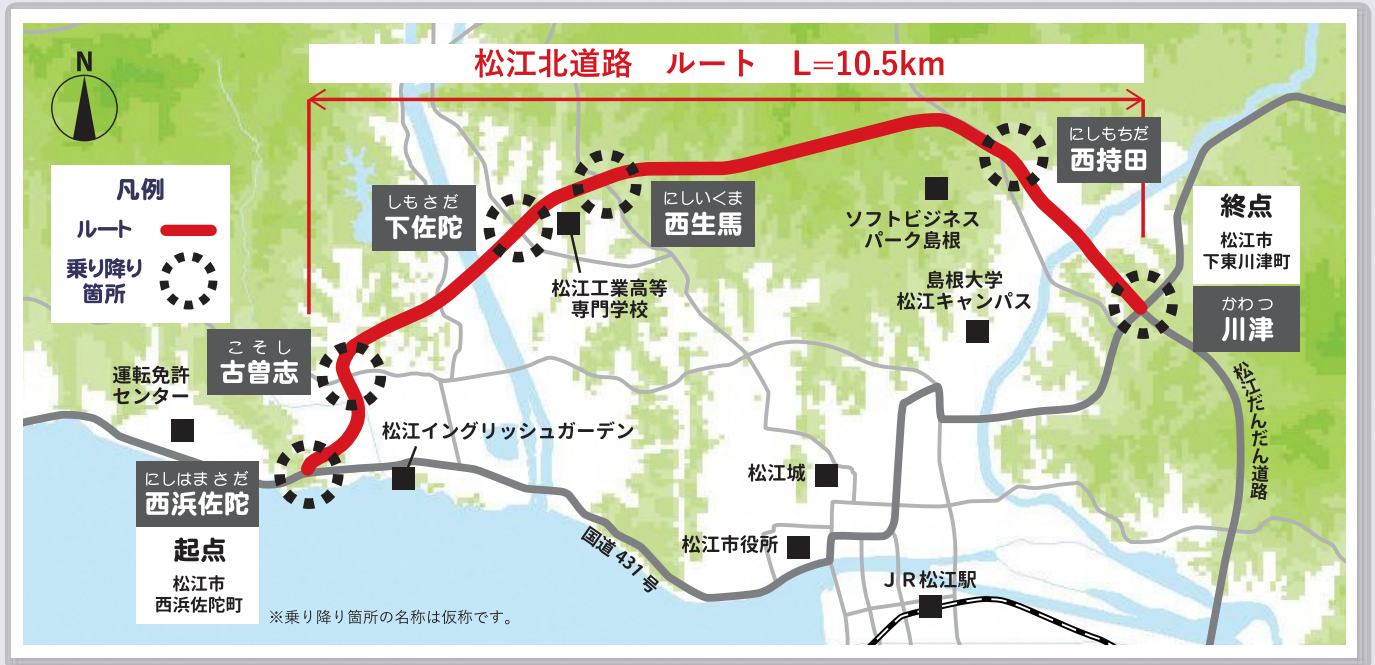 松江北道路　ルート　L=10.5km
N
凡例
ルート
乗り降り
箇所
にしもちだ
西持田
しもさだ
下佐陀
にしいくま
西生馬
ソフトビジネス
パーク島根
終点
松江市
下東川津町
かわつ
川津
松江工業高等
専門学校
島根大学
松江キャンパス
こそし
古曽志
運転免許
センター
松江だんだん道路
松江イングリッシュガーデン
にしはまさだ
西浜佐陀
起点
松江市
西浜佐陀町
松江城
国道431号
松江市役所
JR松江駅
※乗り降り箇所の名称は仮称です。